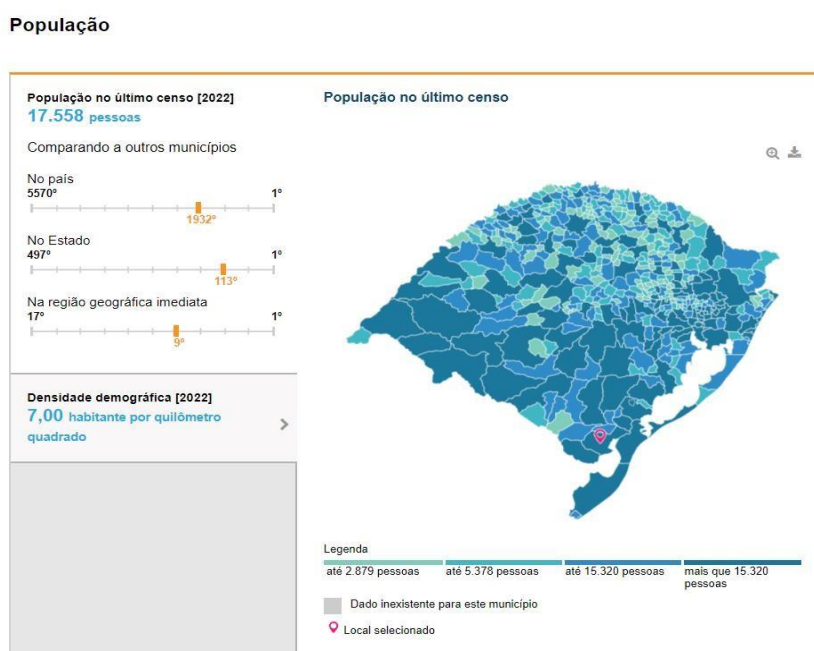 População
População no último censo [2022]
17.558 pessoas
Comparando a outros municípios
No país
5570º 1º
1932º
No Estado
497º 1º
113º
Na região geográfica imediata
17º 1º
9º
Densidade demográfica [2022]
7,00 habitante por quilômetro
quadrado
População no último censo
Legenda
até 2.879 pessoas até 5.378 pessoas até 15.320 pessoas mais que 15.320
pessoas
Dado inexistente para este município
Local selecionado